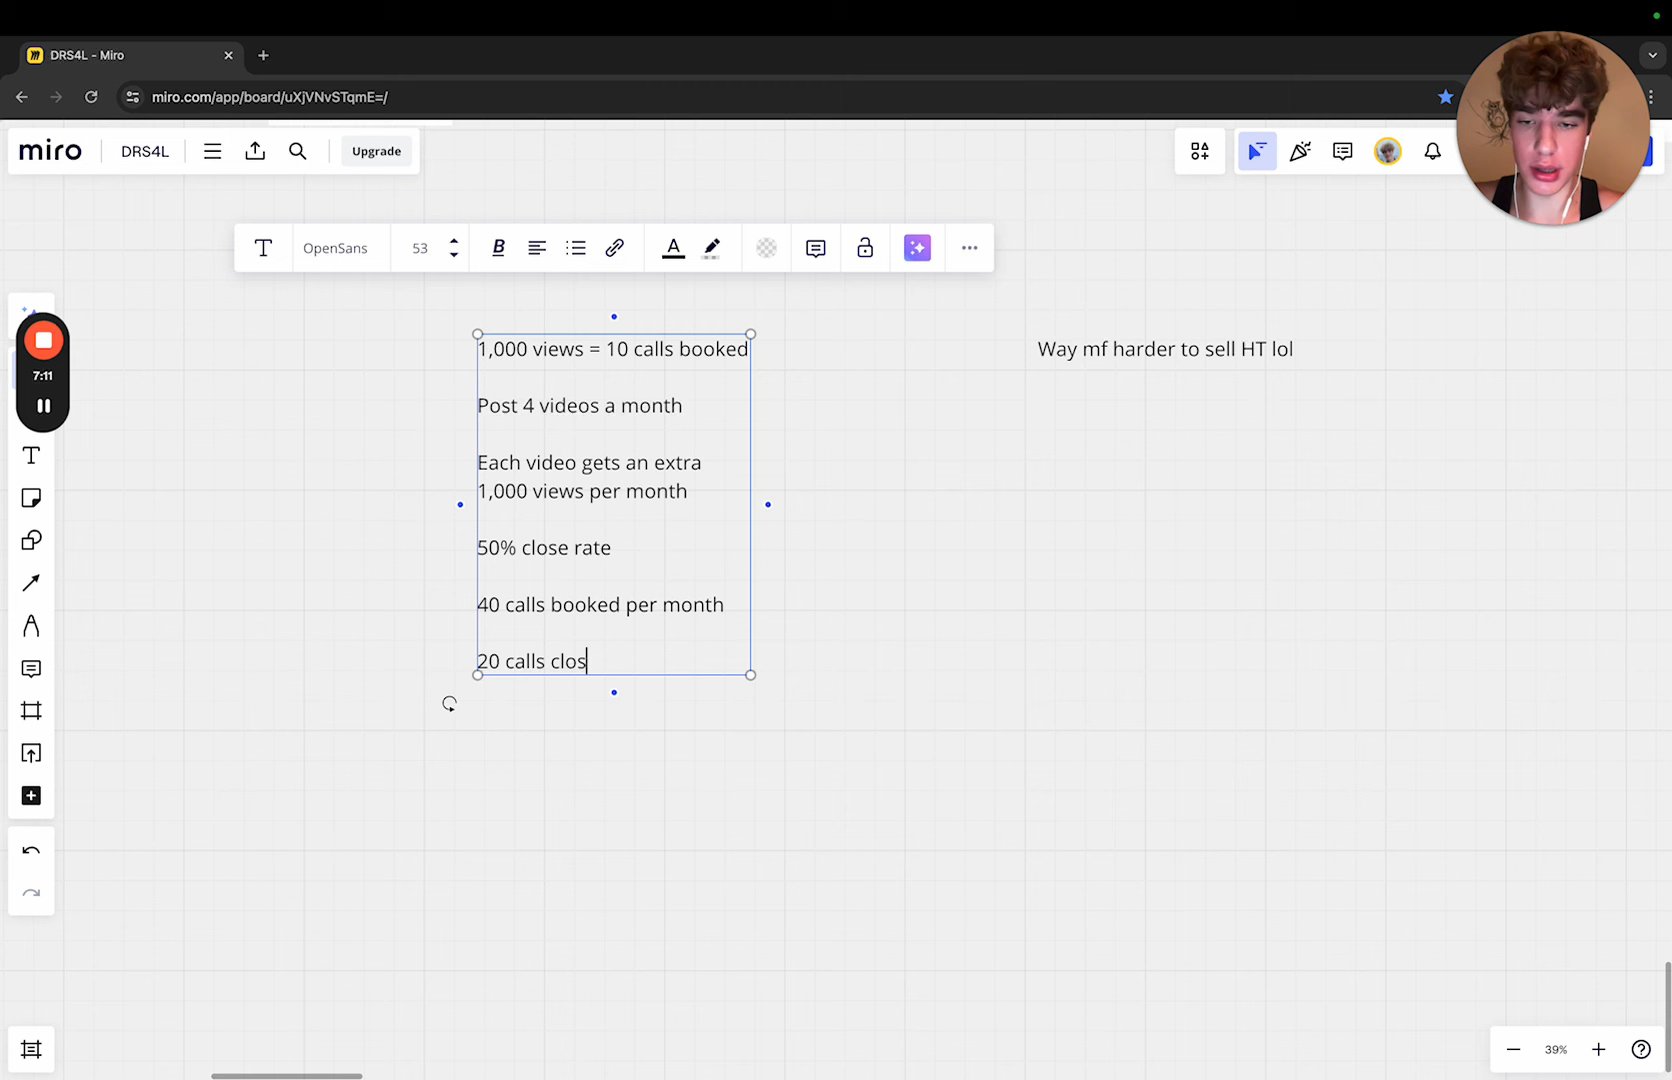 DRS4L - Miro
miro.com/app/board/uXjVNvSTqmE=/
miro
DRS4L
Upgrade
OpenSans
53
7:11
1,000 views = 10 calls booked
Way mf harder to sell HT lol
Post 4 videos a month
Each video gets an extra
1,000 views per month
50% close rate
40 calls booked per month
20 calls clos
39%